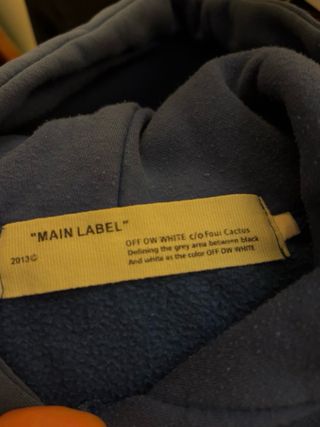 "MAIN LABEL"
2013©
OFF OW WHITE c/o Foui Cactus
Defining the grey area between black
And white as the color OFF OW WHITE